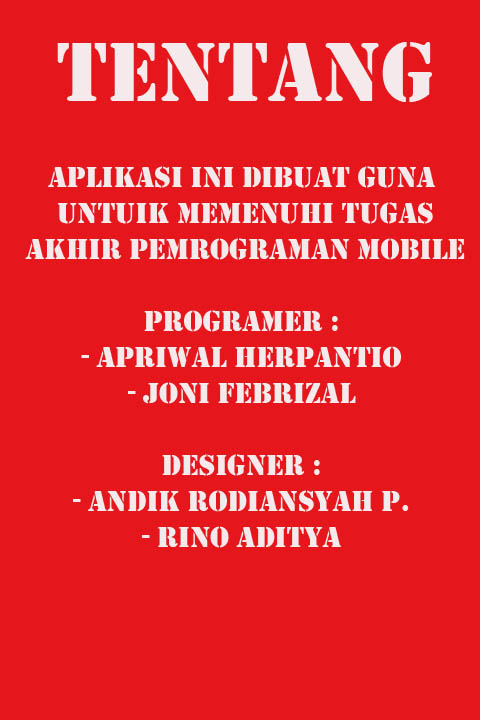 TENTANG
APLIKASI INI DIBUAT GUNA
UNTUIK MEMENUHI TUGAS
AKHIR PEMROGRAMAN MOBILE
PROGRAMER :
- APRIWAL HERPANTIO
- JONI FEBRIZAL
DESIGNER :
- ANDIK RODIANSYAH P.
- RINO ADITYA